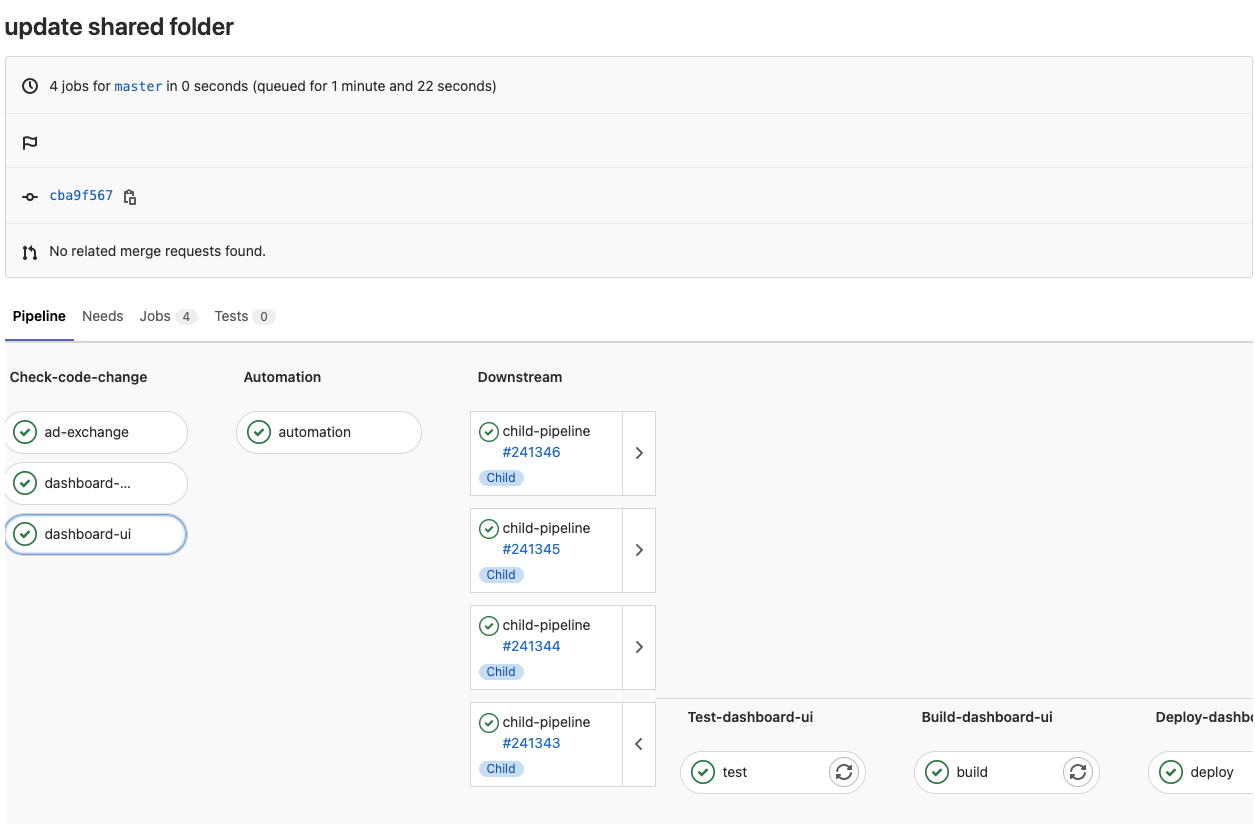 update shared folder
4 jobs for master in 0 seconds (queued for 1 minute and 22 seconds)
cba9f567
No related merge requests found.
Pipeline Needs Jobs 4 Tests 0
Check-code-change Automation Downstream
ad-exchange
dashboard-...
dashboard-ui
automation
child-pipeline
#241346
Child
child-pipeline
#241345
Child
child-pipeline
#241344
Child
child-pipeline
#241343
Child
Test-dashboard-ui Build-dashboard-ui Deploy-dashbo
test build deploy